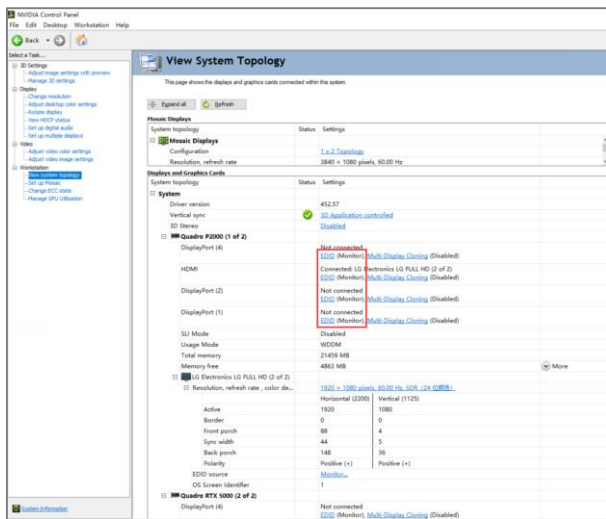 NVIDIA Control Panel
File Edit Desktop Workstation Help
Back
Select a Task...
3D Settings
Adjust image settings with preview
Manage 3D settings
Display
Change resolution
Adjust desktop color settings
Rotate display
View HDCP status
Set up digital audio
Set up multiple displays
Video
Adjust video color settings
Adjust video image settings
Workstation
View system topology
Set up Mosaic
Change ECC state
Manage GPU Utilization
System Information
View System Topology
This page shows the displays and graphics cards connected within this system.
Expand all Refresh
Mosaic Displays
System topology Status Settings
Mosaic Displays
Configuration 1 x 2 Topology
Resolution, refresh rate 3840 × 1080 pixels, 60.00 Hz
Displays and Graphics Cards
System topology Status Settings
System
Driver version 452.57
Vertical sync 3D Application controlled
3D Stereo Disabled
Quadro P2000 (1 of 2)
DisplayPort (4) Not connected
EDID (Monitor), Multi-Display Cloning (Disabled)
HDMI Connected: LG Electronics LG FULL HD (2 of 2)
EDID (Monitor), Multi-Display Cloning (Disabled)
DisplayPort (2) Not connected
EDID (Monitor), Multi-Display Cloning (Disabled)
DisplayPort (1) Not connected
EDID (Monitor), Multi-Display Cloning (Disabled)
SLI Mode Disabled
Usage Mode WDDM
Total memory 21459 MB
Memory free 4863 MB More
LG Electronics LG FULL HD (2 of 2)
Resolution, refresh rate , color de... 1920 × 1080 pixels, 60.00 Hz, SDR, (24
Horizontal (2200) Vertical (1125)
Active 1920 1080
Border 0 0
Front porch 88 4
Sync width 44 5
Back porch 148 36
Polarity Positive (+) Positive (+)
EDID source Monitor...
OS Screen Identifier 1
Quadro RTX 5000 (2 of 2)
DisplayPort (4) Not connected
EDID (Monitor), Multi-Display Cloning (Disabled)